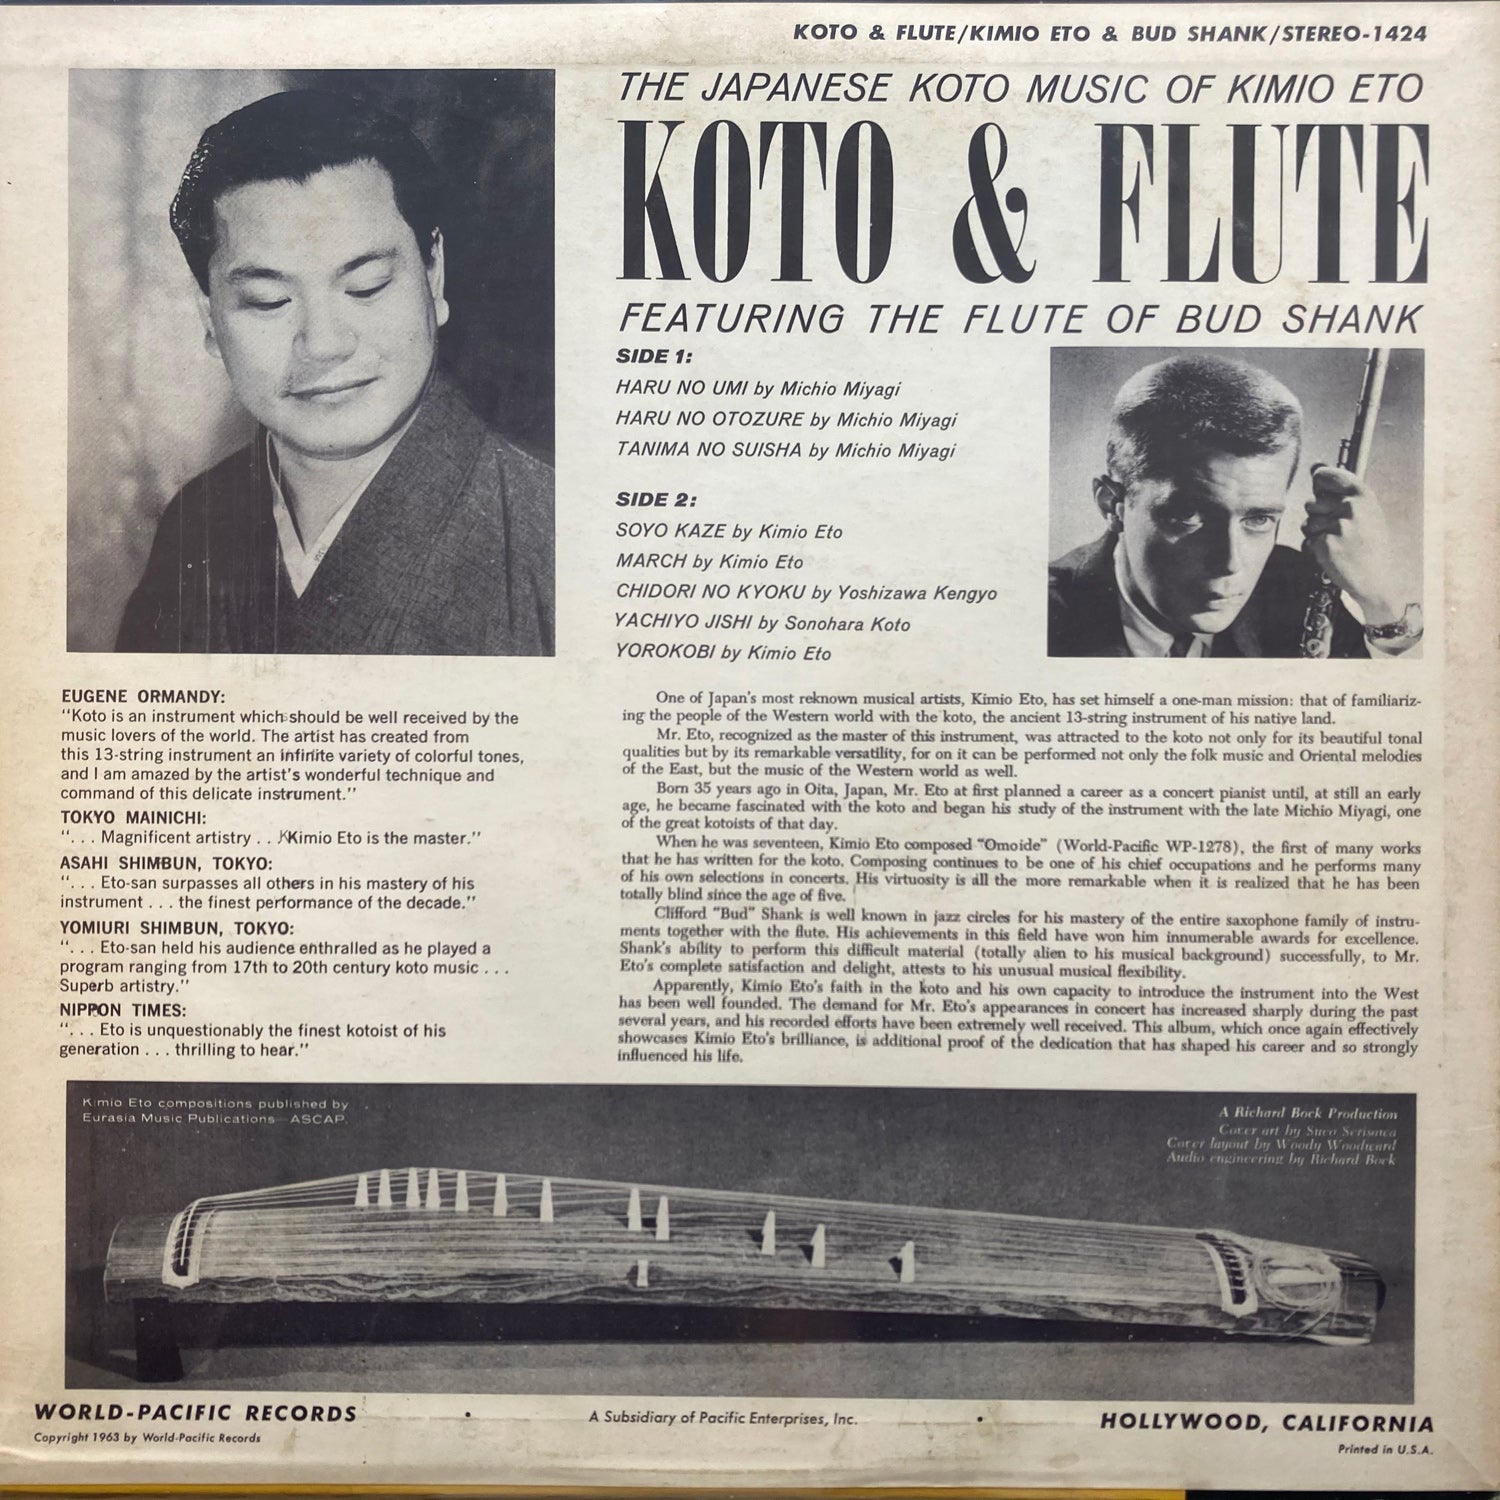 KOTO & FLUTE/KIMIO ETO & BUD SHANK/STEREO-1424
THE JAPANESE KOTO MUSIC OF KIMIO ETO
KOTO & FLUTE
FEATURING THE FLUTE OF BUD SHANK
SIDE 1:
HARU NO UMI by Michio Miyagi
HARU NO OTOZURE by Michio Miyagi
TANIMA NO SUISHA by Michio Miyagi
SIDE 2:
SOYO KAZE by Kimio Eto
MARCH by Kimio Eto
CHIDORI NO KYOKU by Yoshizawa Kengyo
YACHIYO JISHI by Sonohara Koto
YOROKOBI by Kimio Eto
EUGENE ORMANDY:
"Koto is an instrument which should be well received by the
music lovers of the world. The artist has created from
this 13-string instrument an infinite variety of colorful tones,
and I am amazed by the artist's wonderful technique and
command of this delicate instrument."
TOKYO MAINICHI:
". . . Magnificent artistry . . . Kimio Eto is the master."
ASAHI SHIMBUN, TOKYO:
". . . Eto-san surpasses all others in his mastery of his
instrument . . . the finest performance of the decade."
YOMIURI SHIMBUN, TOKYO:
". . . Eto-san held his audience enthralled as he played a
program ranging from 17th to 20th century koto music . . .
Superb artistry."
NIPPON TIMES:
". . . Eto is unquestionably the finest kotoist of his
generation . . . thrilling to hear."
One of Japan's most reknown musical artists, Kimio Eto, has set himself a one-man mission: that of familiariz-
ing the people of the Western world with the koto, the ancient 13-string instrument of his native land.
Mr. Eto, recognized as the master of this instrument, was attracted to the koto not only for its beautiful tonal
qualities but by its remarkable versatility, for on it can be performed not only the folk music and Oriental melodies
of the East, but the music of the Western world as well.
Born 35 years ago in Oita, Japan, Mr. Eto at first planned a career as a concert pianist until, at still an early
age, he became fascinated with the koto and began his study of the instrument with the late Michio Miyagi, one
of the great kotoists of that day.
When he was seventeen, Kimio Eto composed "Omoide" (World-Pacific WP-1278), the first of many works
that he has written for the koto. Composing continues to be one of his chief occupations and he performs many
of his own selections in concerts. His virtuosity is all the more remarkable when it is realized that he has been
totally blind since the age of five.
Clifford "Bud" Shank is well known in jazz circles for his mastery of the entire saxophone family of instru-
ments together with the flute. His achievements in this field have won him innumerable awards for excellence.
Shank's ability to perform this difficult material (totally alien to his musical background) successfully, to Mr.
Eto's complete satisfaction and delight, attests to his unusual musical flexibility.
Apparently, Kimio Eto's faith in the koto and his own capacity to introduce the instrument into the West
has been well founded. The demand for Mr. Eto's appearances in concert has increased sharply during the past
several years, and his recorded efforts have been extremely well received. This album, which once again effectively
showcases Kimio Eto's brilliance, is additional proof of the dedication that has shaped his career and so strongly
influenced his life.
Kimio Eto compositions published by
Eurasia Music Publications—ASCAP.
A Richard Bock Production
Cover art by
Cover layout by Woody Woodward
Audio engineering by Richard Bock
WORLD-PACIFIC RECORDS • A Subsidiary of Pacific Enterprises, Inc. • HOLLYWOOD, CALIFORNIA
Copyright 1963 by World-Pacific Records
Printed in U.S.A.